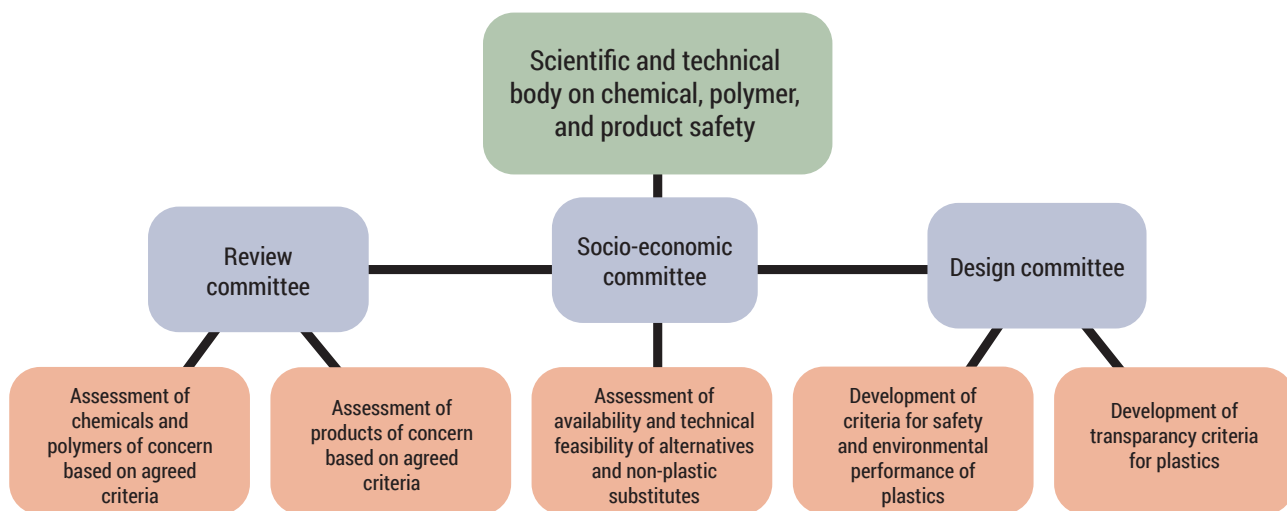 Scientific and technical
body on chemical, polymer,
and product safety
Review
committee
Socio-economic
committee
Design committee
Assessment of
chemicals and
polymers of concern
based on agreed
criteria
Assessment of
products of concern
based on agreed
criteria
Assessment of
availability and technical
feasibility of alternatives
and non-plastic
substitutes
Development of
criteria for safety
and environmental
performance of
plastics
Development of
transparancy criteria
for plastics